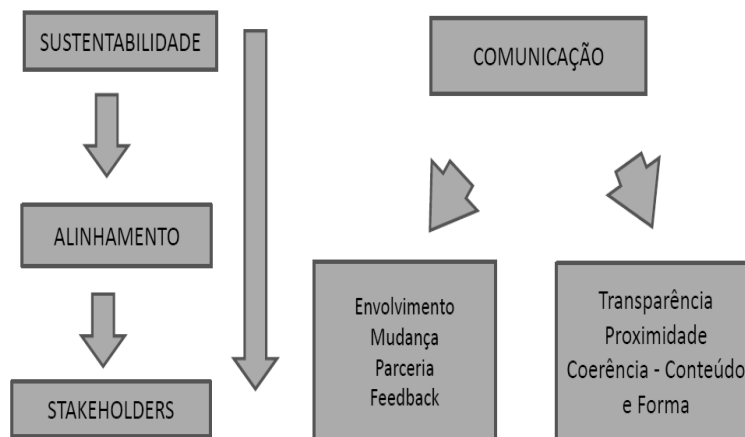 SUSTENTABILIDADE
ALINHAMENTO
STAKEHOLDERS
COMUNICAÇÃO
Envolvimento
Mudança
Parceria
Feedback
Transparência
Proximidade
Coerência - Conteúdo
e Forma